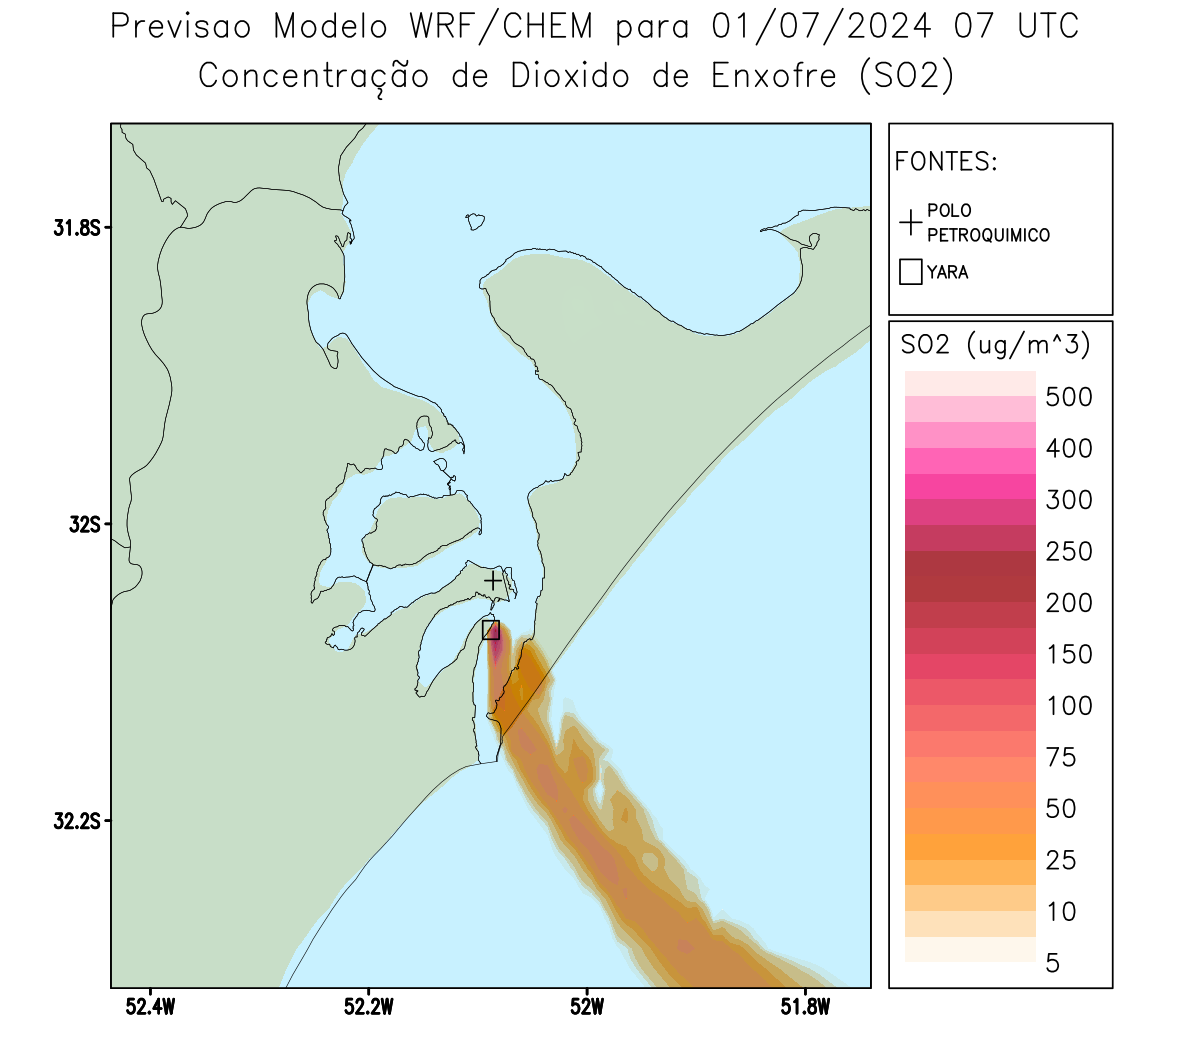 Previsao Modelo WRF/CHEM para 01/07/2024 07 UTC
Concentração de Dioxido de Enxofre (SO2)
FONTES:
POLO
PETROQUIMICO
YARA
SO2 (ug/m^3)
500
400
300
250
200
150
100
75
50
25
10
5
31.8S
32S
32.2S
52.4W
52.2W
52W
51.8W